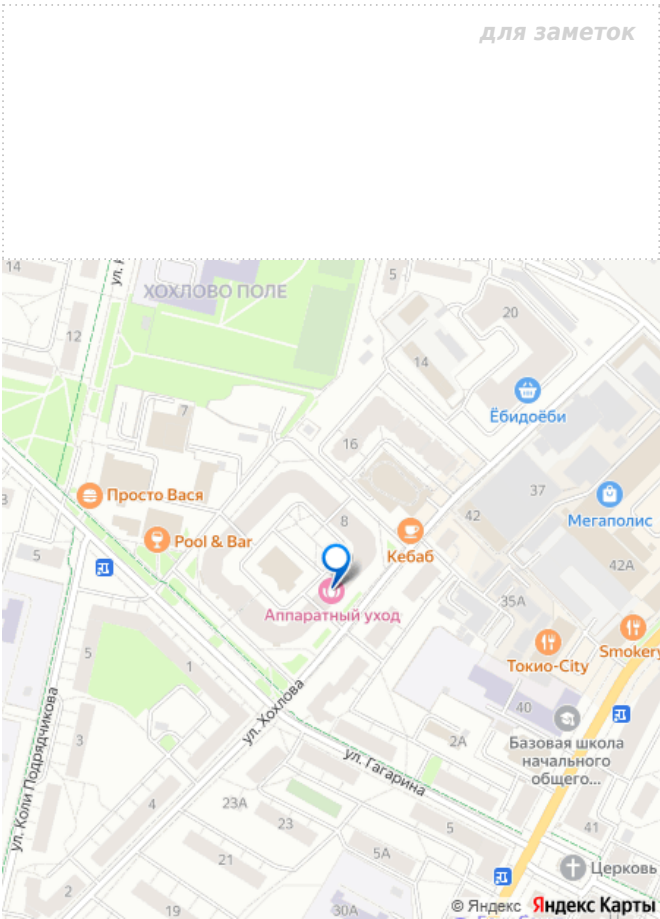 для заметок
14
ХОХЛОВО ПОЛЕ
5
20
12
14
Ёбидоёби
7
16
37
Просто Вася
3
8
42
Мегаполис
Pool & Bar
Кебаб
5
42А
Аппаратный уход
35А
Токио-City
Smokery
5
1
40
ул. Хохлова
2А
Базовая школа
начального
общего...
3
ул. Коли Подрядчикова
ул. Гагарина
4
23А
23
5
41
21
5А
Церковь
2
19
30А
© Яндекс
Яндекс Карты